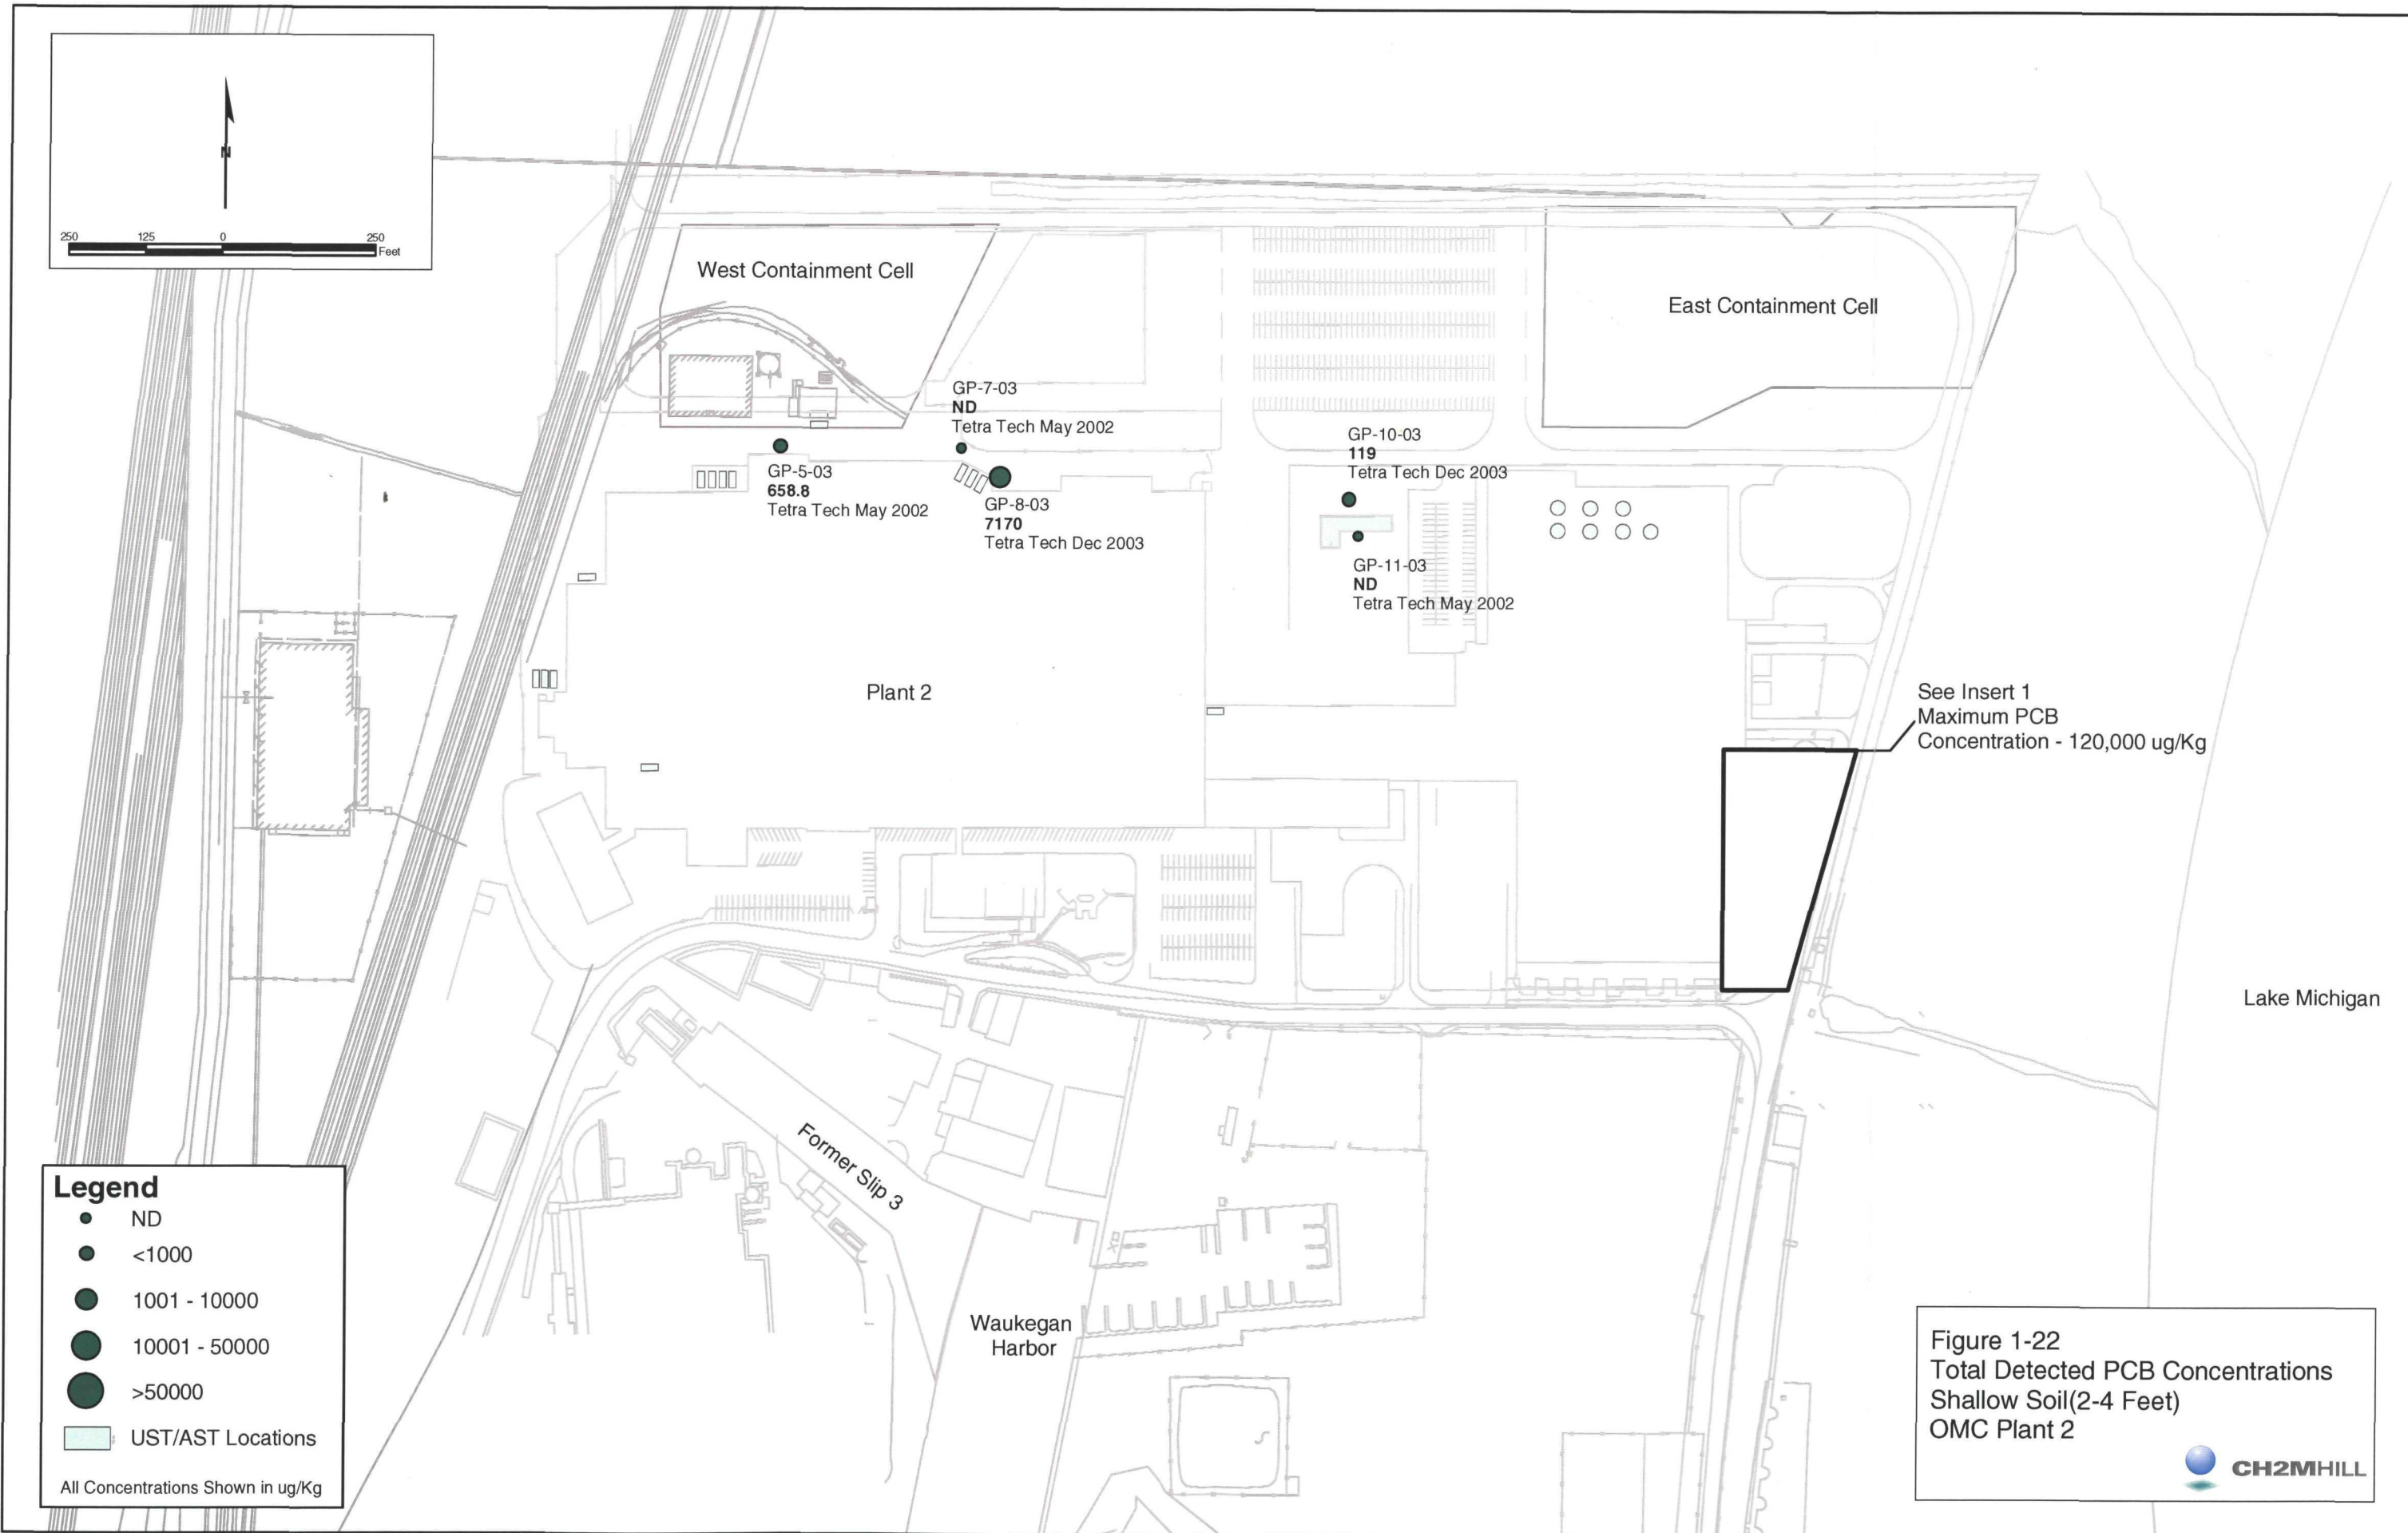 N
250 125 0 250
Feet
West Containment Cell
East Containment Cell
GP-7-03
ND
Tetra Tech May 2002
GP-5-03
658.8
Tetra Tech May 2002
GP-8-03
7170
Tetra Tech Dec 2003
GP-10-03
119
Tetra Tech Dec 2003
GP-11-03
ND
Tetra Tech May 2002
Plant 2
See Insert 1
Maximum PCB
Concentration - 120,000 ug/Kg
Lake Michigan
Former Slip 3
Waukegan
Harbor
Legend
ND
<1000
1001 - 10000
10001 - 50000
>50000
UST/AST Locations
All Concentrations Shown in ug/Kg
Figure 1-22
Total Detected PCB Concentrations
Shallow Soil(2-4 Feet)
OMC Plant 2
CH2MHILL